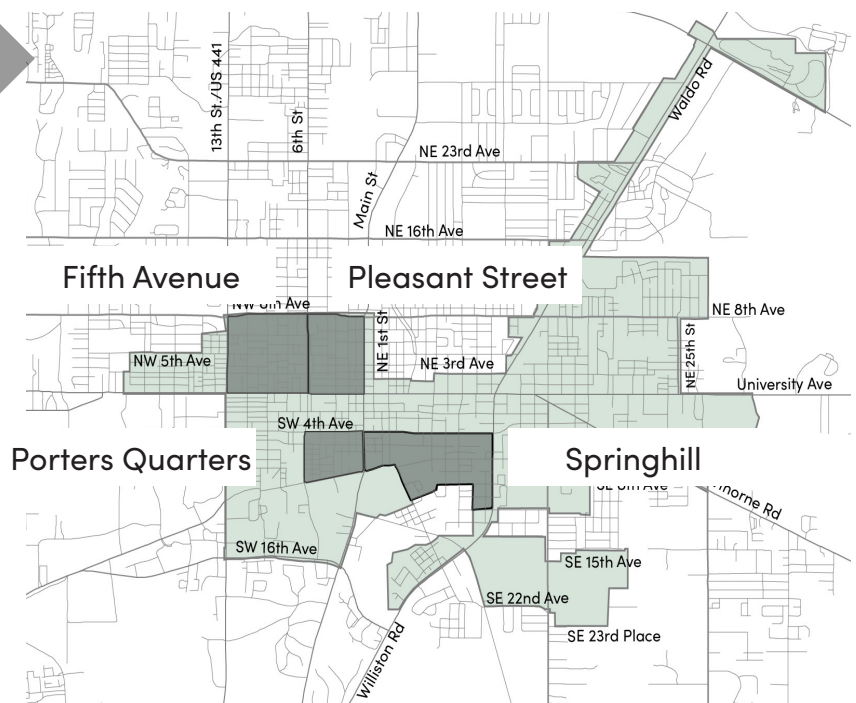 13th St./US 441
6th St
Main St
Waldo Rd
NE 23rd Ave
NE 16th Ave
Fifth Avenue
Pleasant Street
Ave
NE 8th Ave
NE 1st St
NE 25th St
NW 5th Ave
NE 3rd Ave
University Ave
SW 4th Ave
Porters Quarters
Springhill
Ave
Rd
SW 16th Ave
SE 15th Ave
SE 22nd Ave
SE 23rd Place
Williston Rd